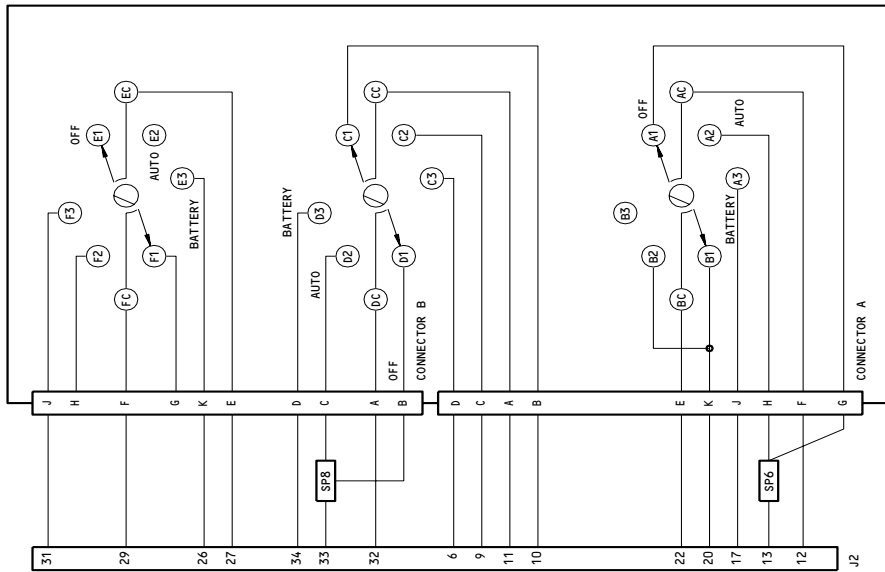 EC
E1
OFF
E2
AUTO
E3
BATTERY
F3
F2
F1
FC
CC
C1
C2
C3
BATTERY
D3
D2
AUTO
D1
DC
OFF
CONNECTOR B
AC
OFF
A1
AUTO
A2
A3
BATTERY
B3
B2
B1
BC
CONNECTOR A
J
H
F
G
K
E
D
C
A
B
D
C
A
B
E
K
J
H
F
G
SP8
SP6
31
29
26
27
34
33
32
6
9
11
10
22
20
17
13
12
J2